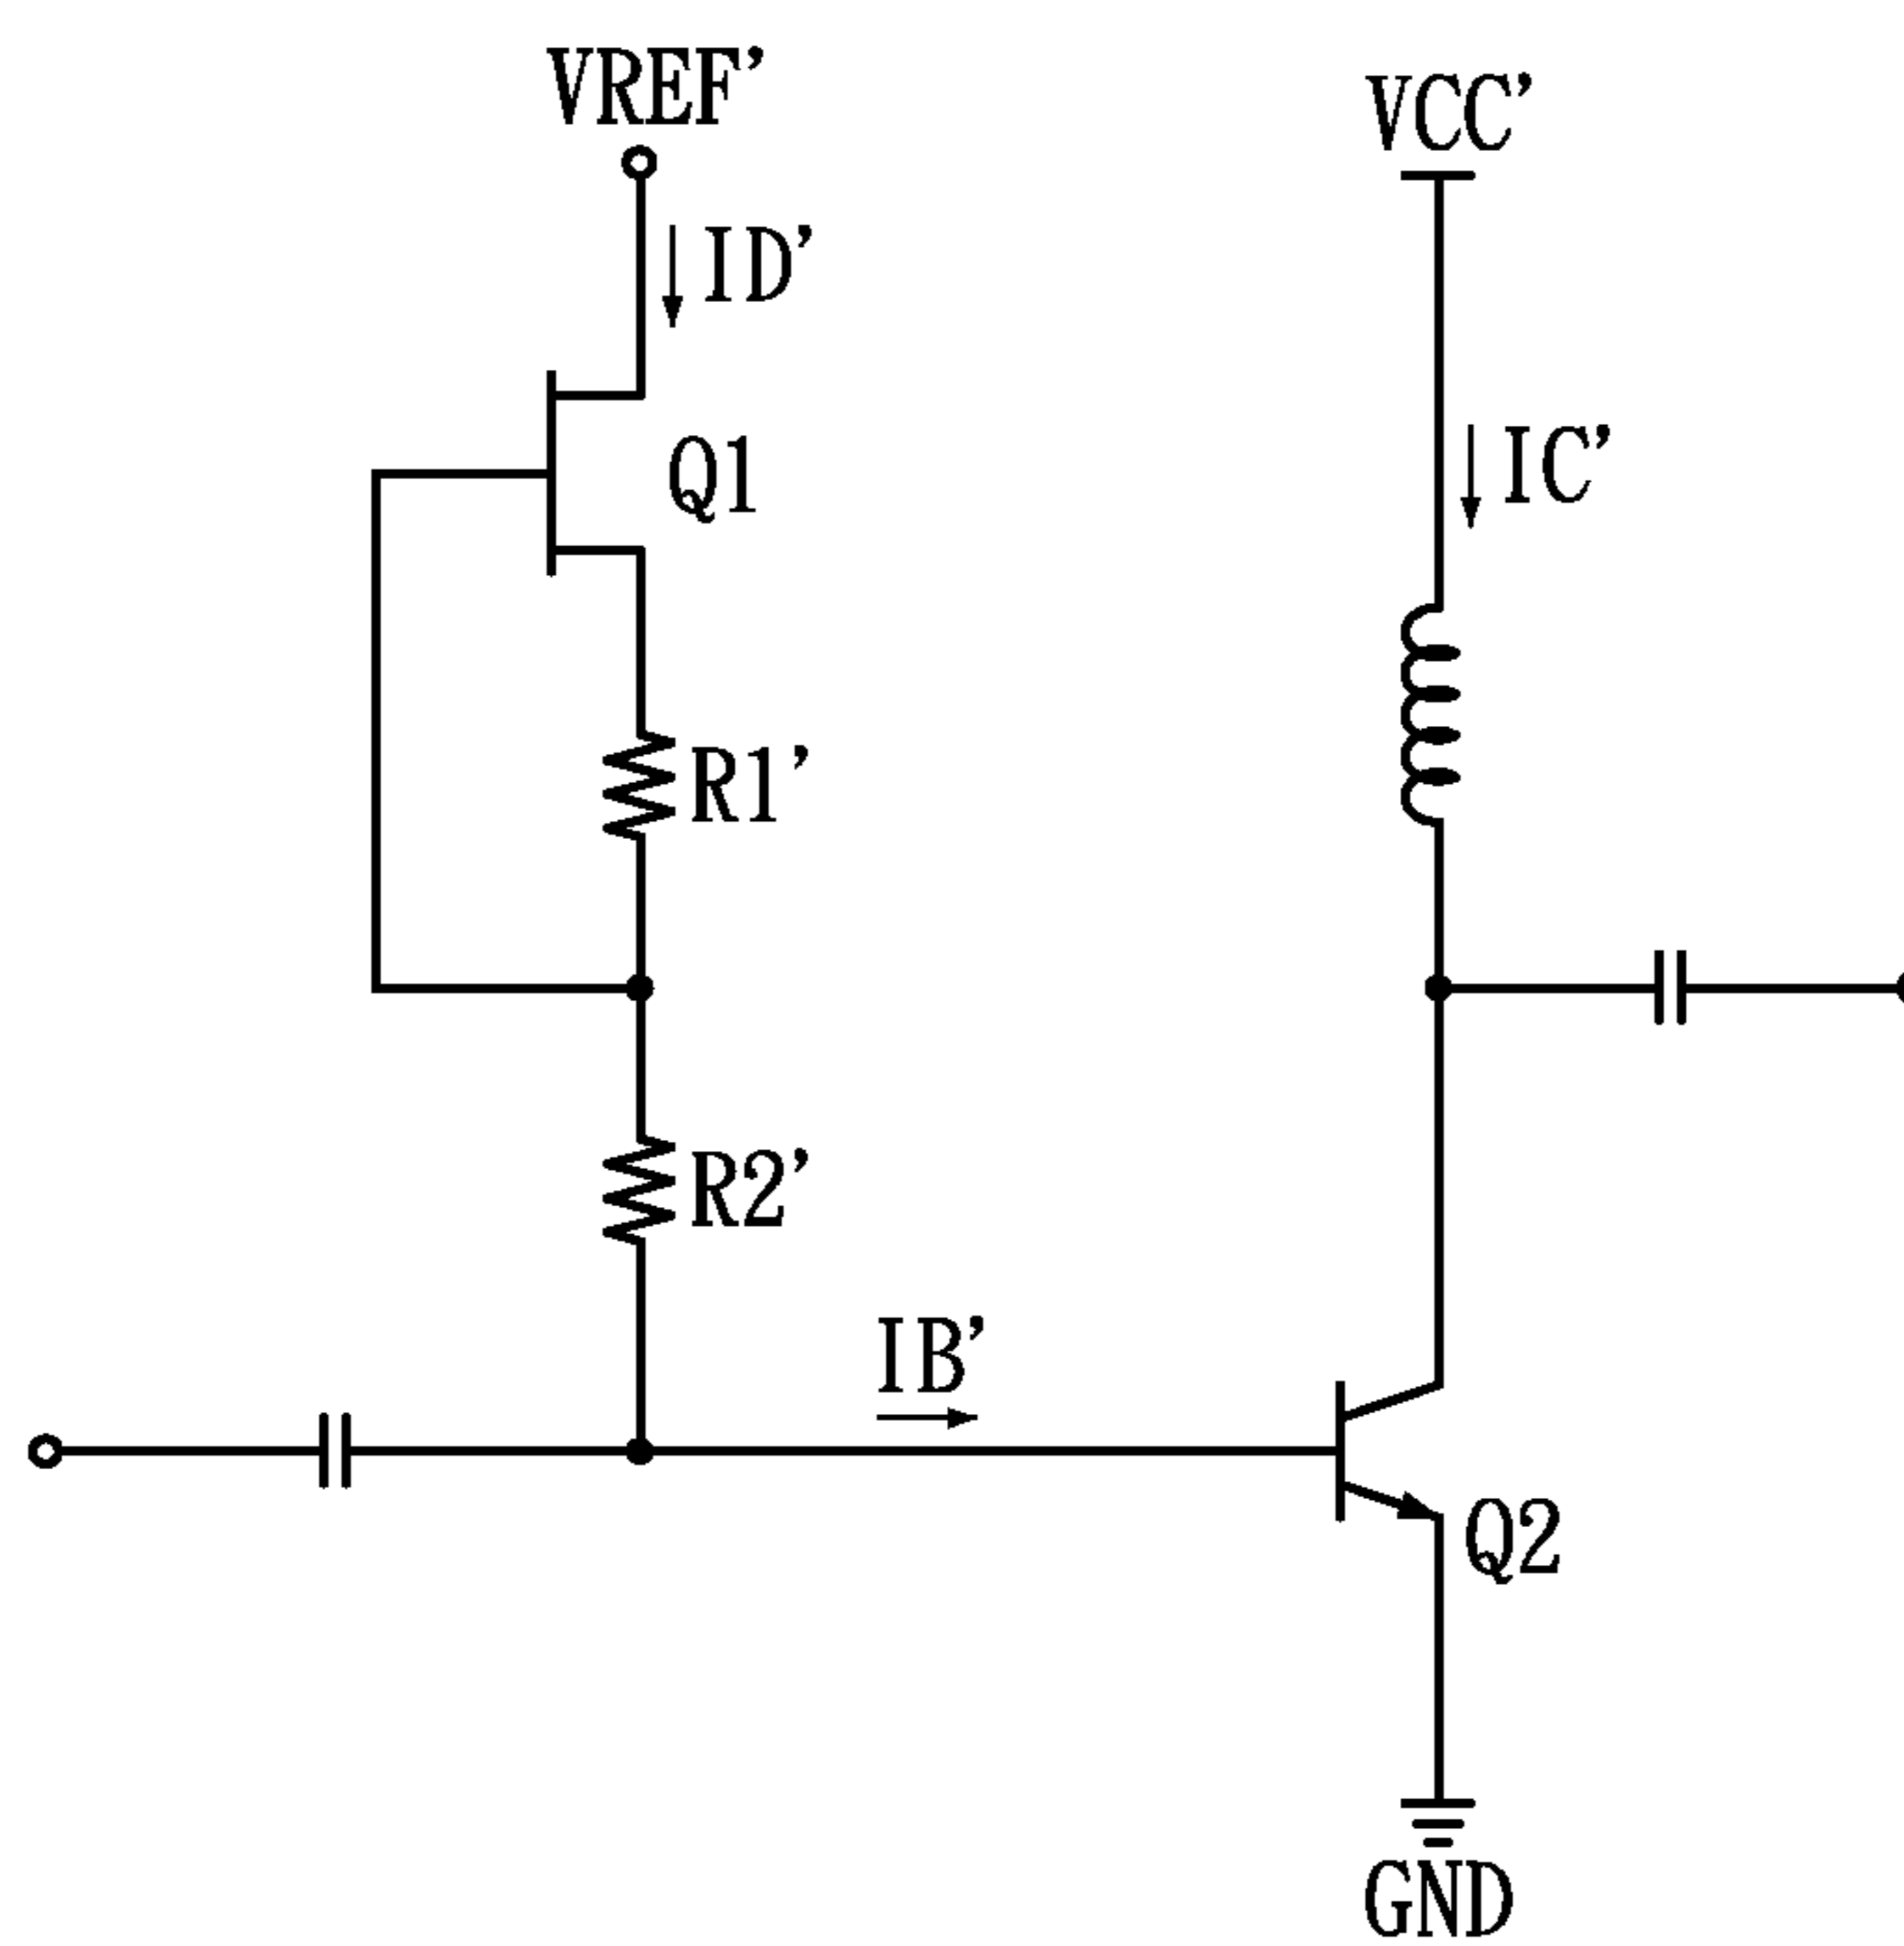 VREF'
VCC'
ID'
Q1
IC'
R1'
R2'
IB'
Q2
GND